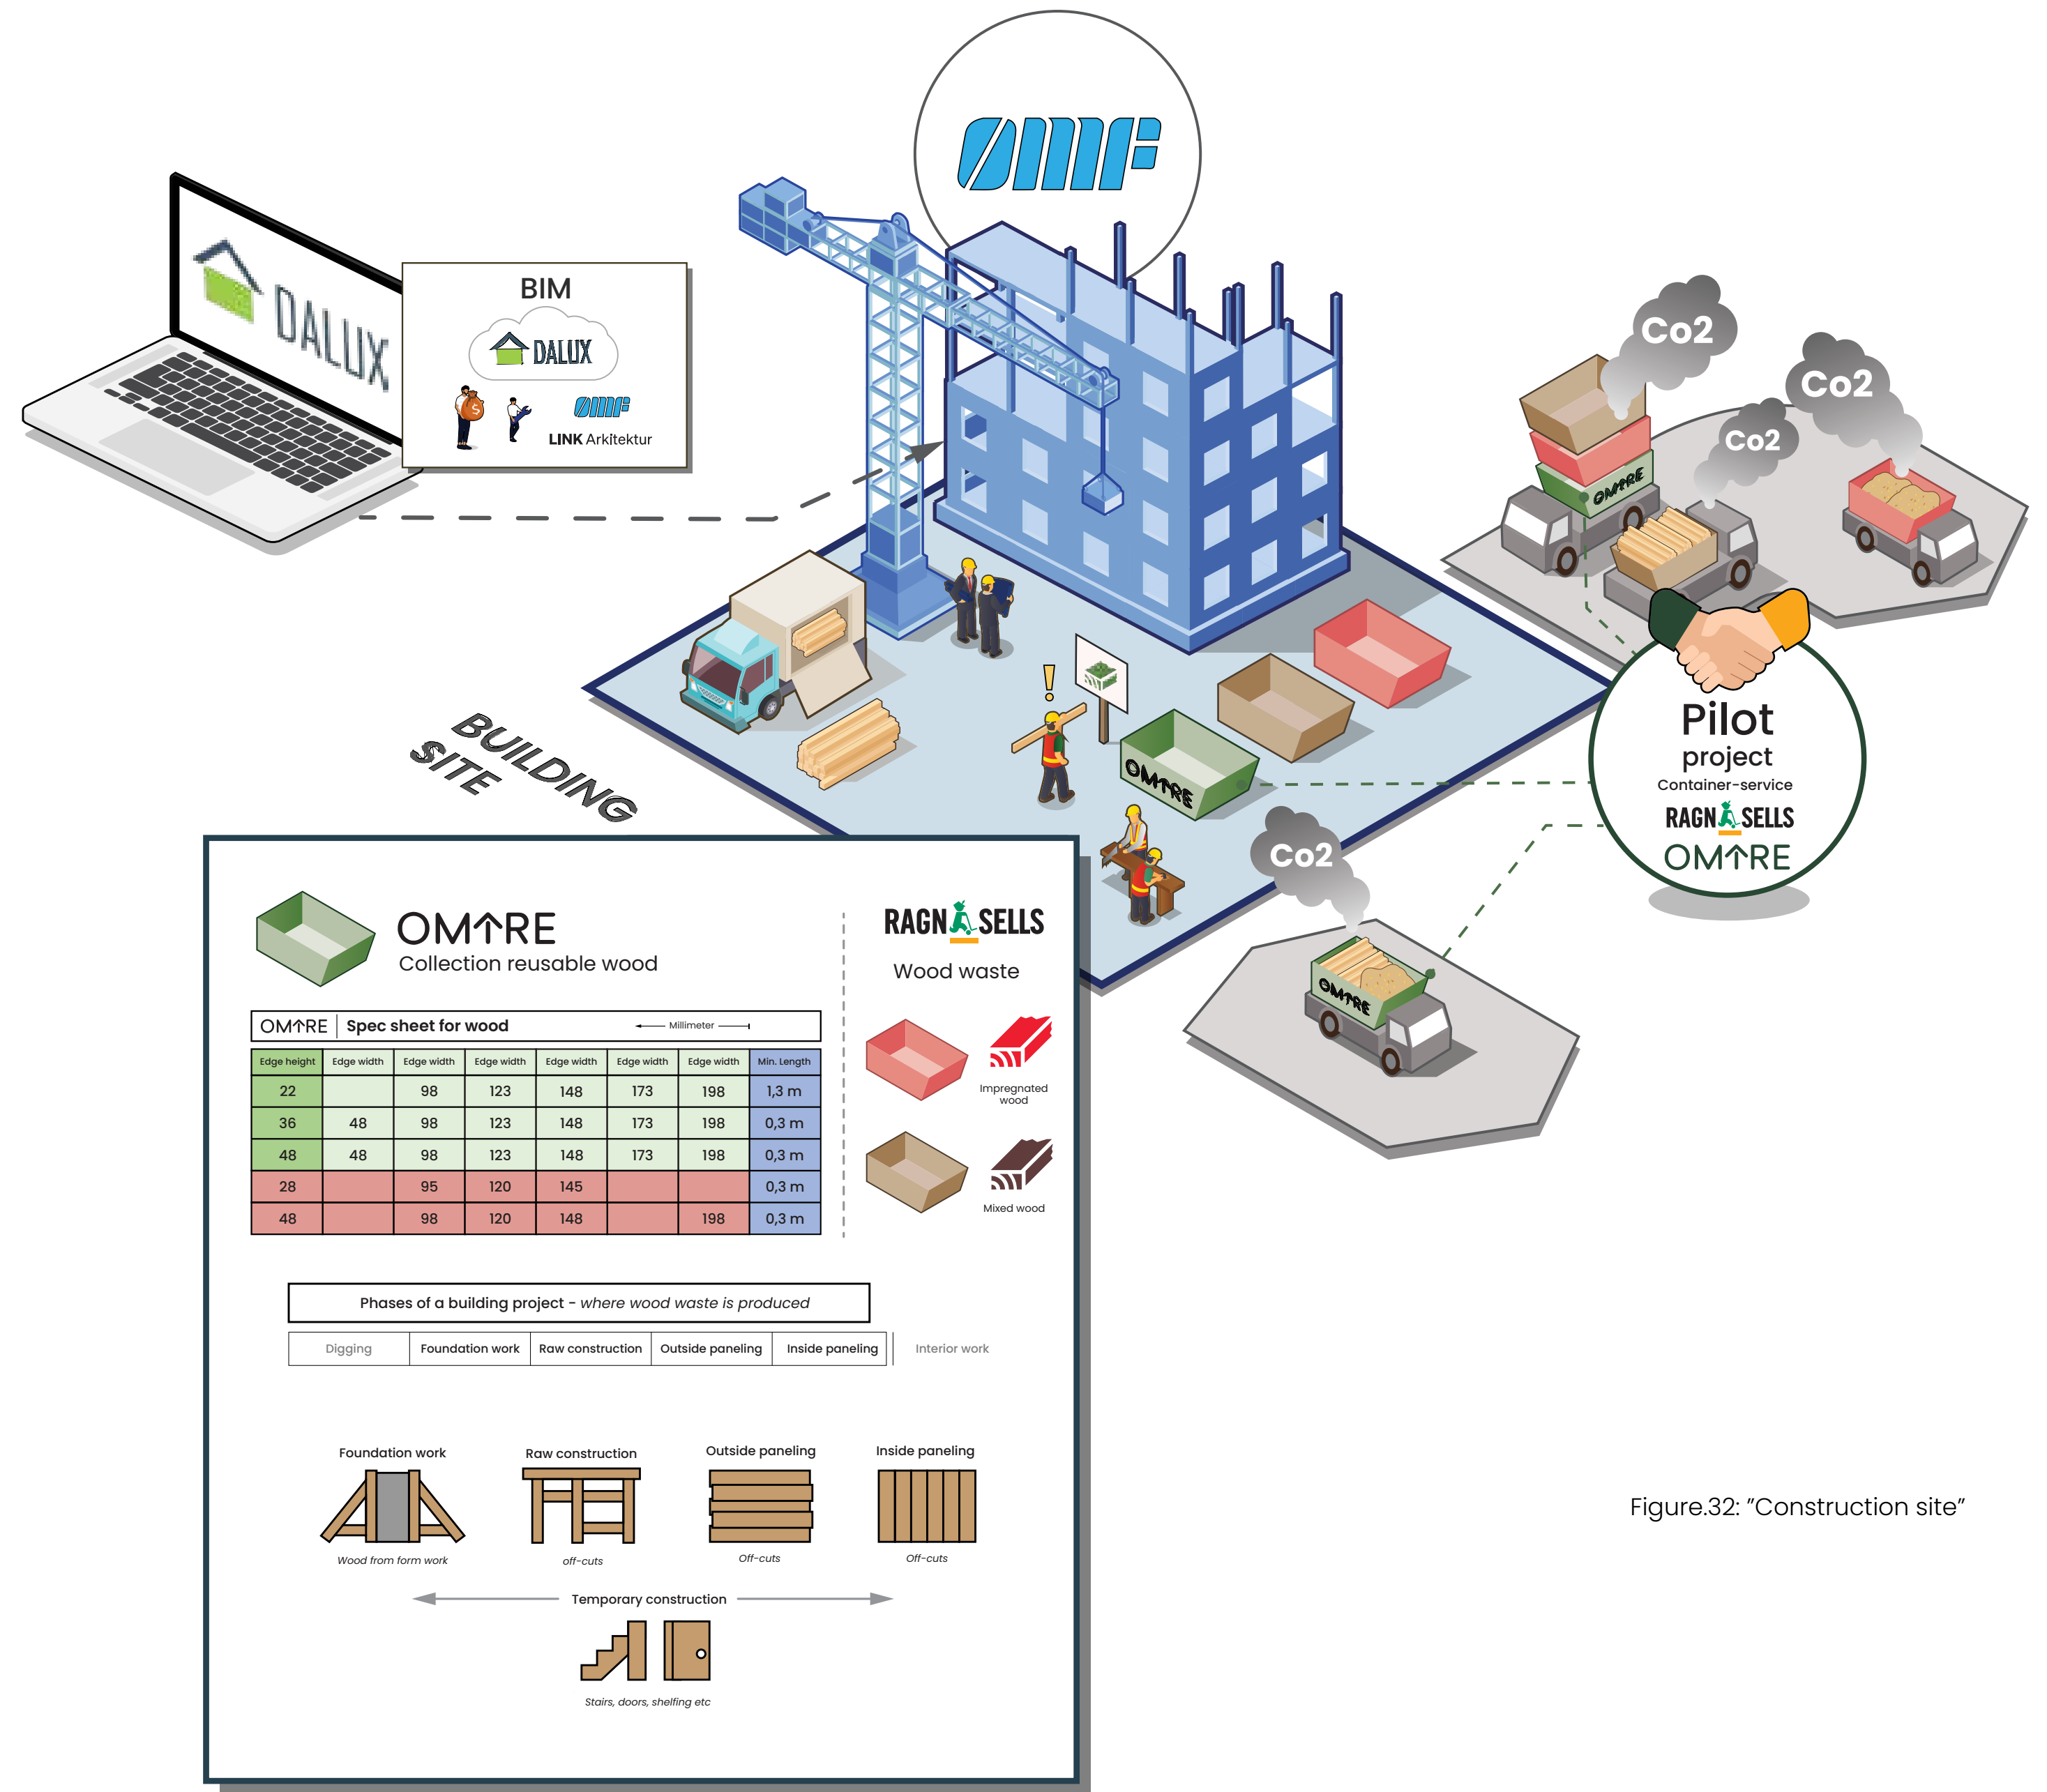 ØMF
DALUX
BIM
DALUX
ØMF
LINK Arkitektur
Co2
Co2
Co2
OMTRE
BUILDING
SITE
!
OMTRE
Pilot
project
Container-service
RAGN SELLS
OMTRE
Co2
OMTRE
OMTRE
Collection reusable wood
RAGN SELLS
Wood waste
OMTRE Spec sheet for wood Millimeter
Edge height Edge width Edge width Edge width Edge width Edge width Edge width Min. Length
22 98 123 148 173 198 1,3 m
36 48 98 123 148 173 198 0,3 m
48 48 98 123 148 173 198 0,3 m
28 95 120 145 0,3 m
48 98 120 148 198 0,3 m
Impregnated
wood
Mixed wood
Phases of a building project - where wood waste is produced
Digging Foundation work Raw construction Outside paneling Inside paneling Interior work
Foundation work Raw construction Outside paneling Inside paneling
Wood from form work off-cuts Off-cuts Off-cuts
Temporary construction
Stairs, doors, shelfing etc
Figure.32: ”Construction site”